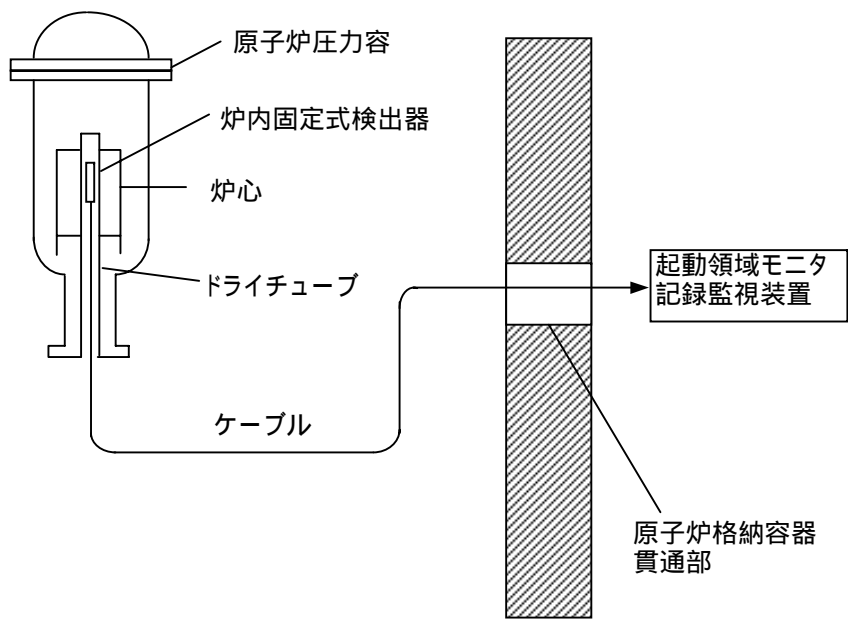 原子炉圧力容
炉内固定式検出器
炉心
ドライチューブ
起動領域モニタ
記録監視装置
ケーブル
原子炉格納容器
貫通部